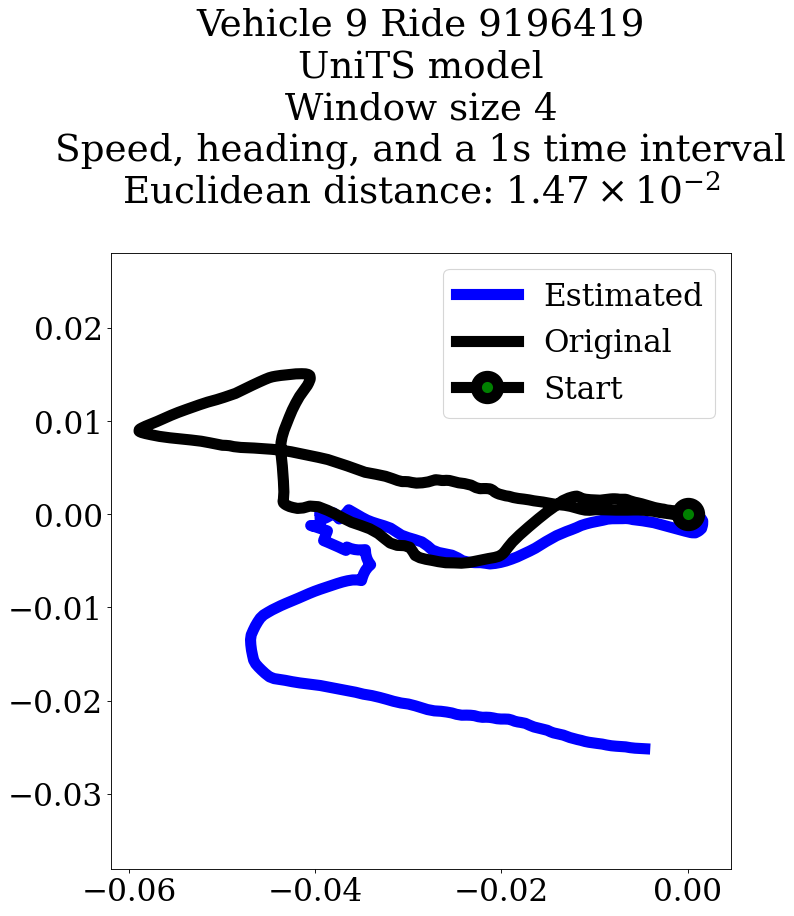 Vehicle 9 Ride 9196419
UniTS model
Window size 4
Speed, heading, and a 1s time interval
Euclidean distance: 1.47 × 10⁻²
Estimated
Original
Start
0.02
0.01
0.00
−0.01
−0.02
−0.03
−0.06
−0.04
−0.02
0.00